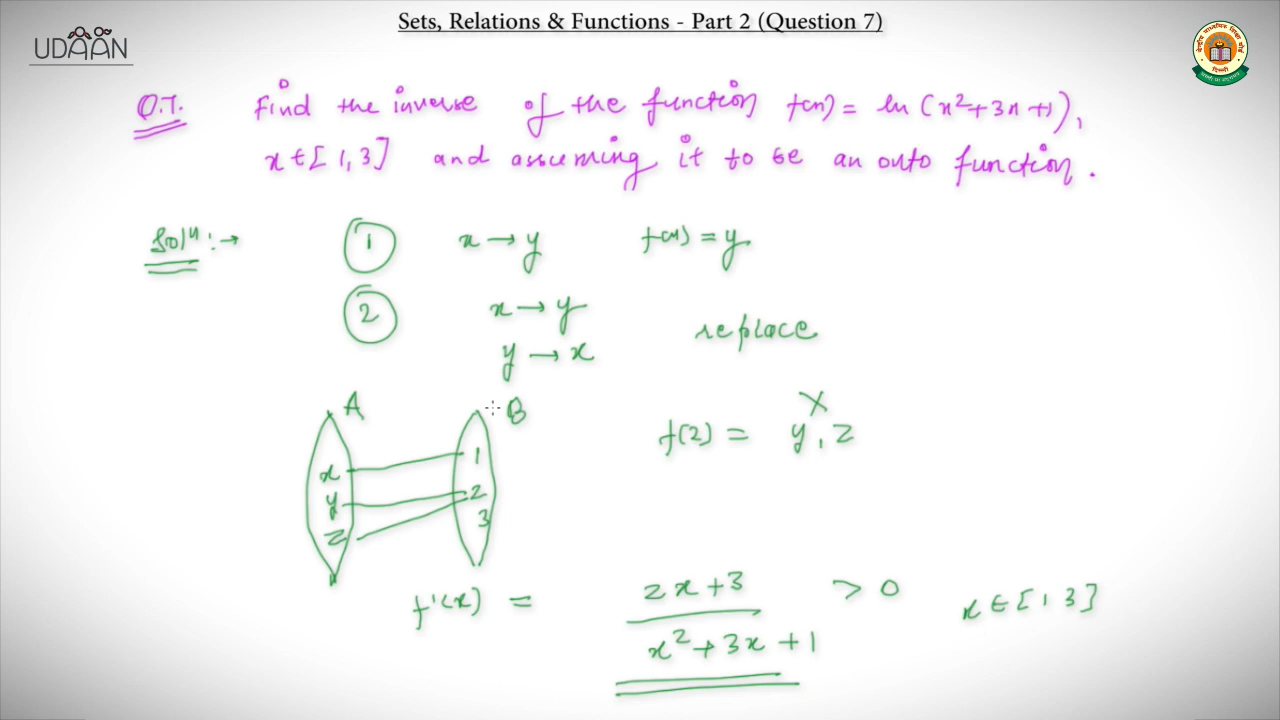 Sets, Relations & Functions - Part 2 (Question 7)
UDAAN
Q.7. Find the inverse of the function f(x) = ln (x²+3x+1),
x ∈ [1,3] and assuming it to be an onto function.
Solⁿ:→ 1 x → y f(x) = y
2 x → y
replace
y → x
A B
f(2) = y, z
X
x 1
y 2
z 3
f'(x) = 2x+3 / x²+3x+1 > 0 x ∈ [1 3]